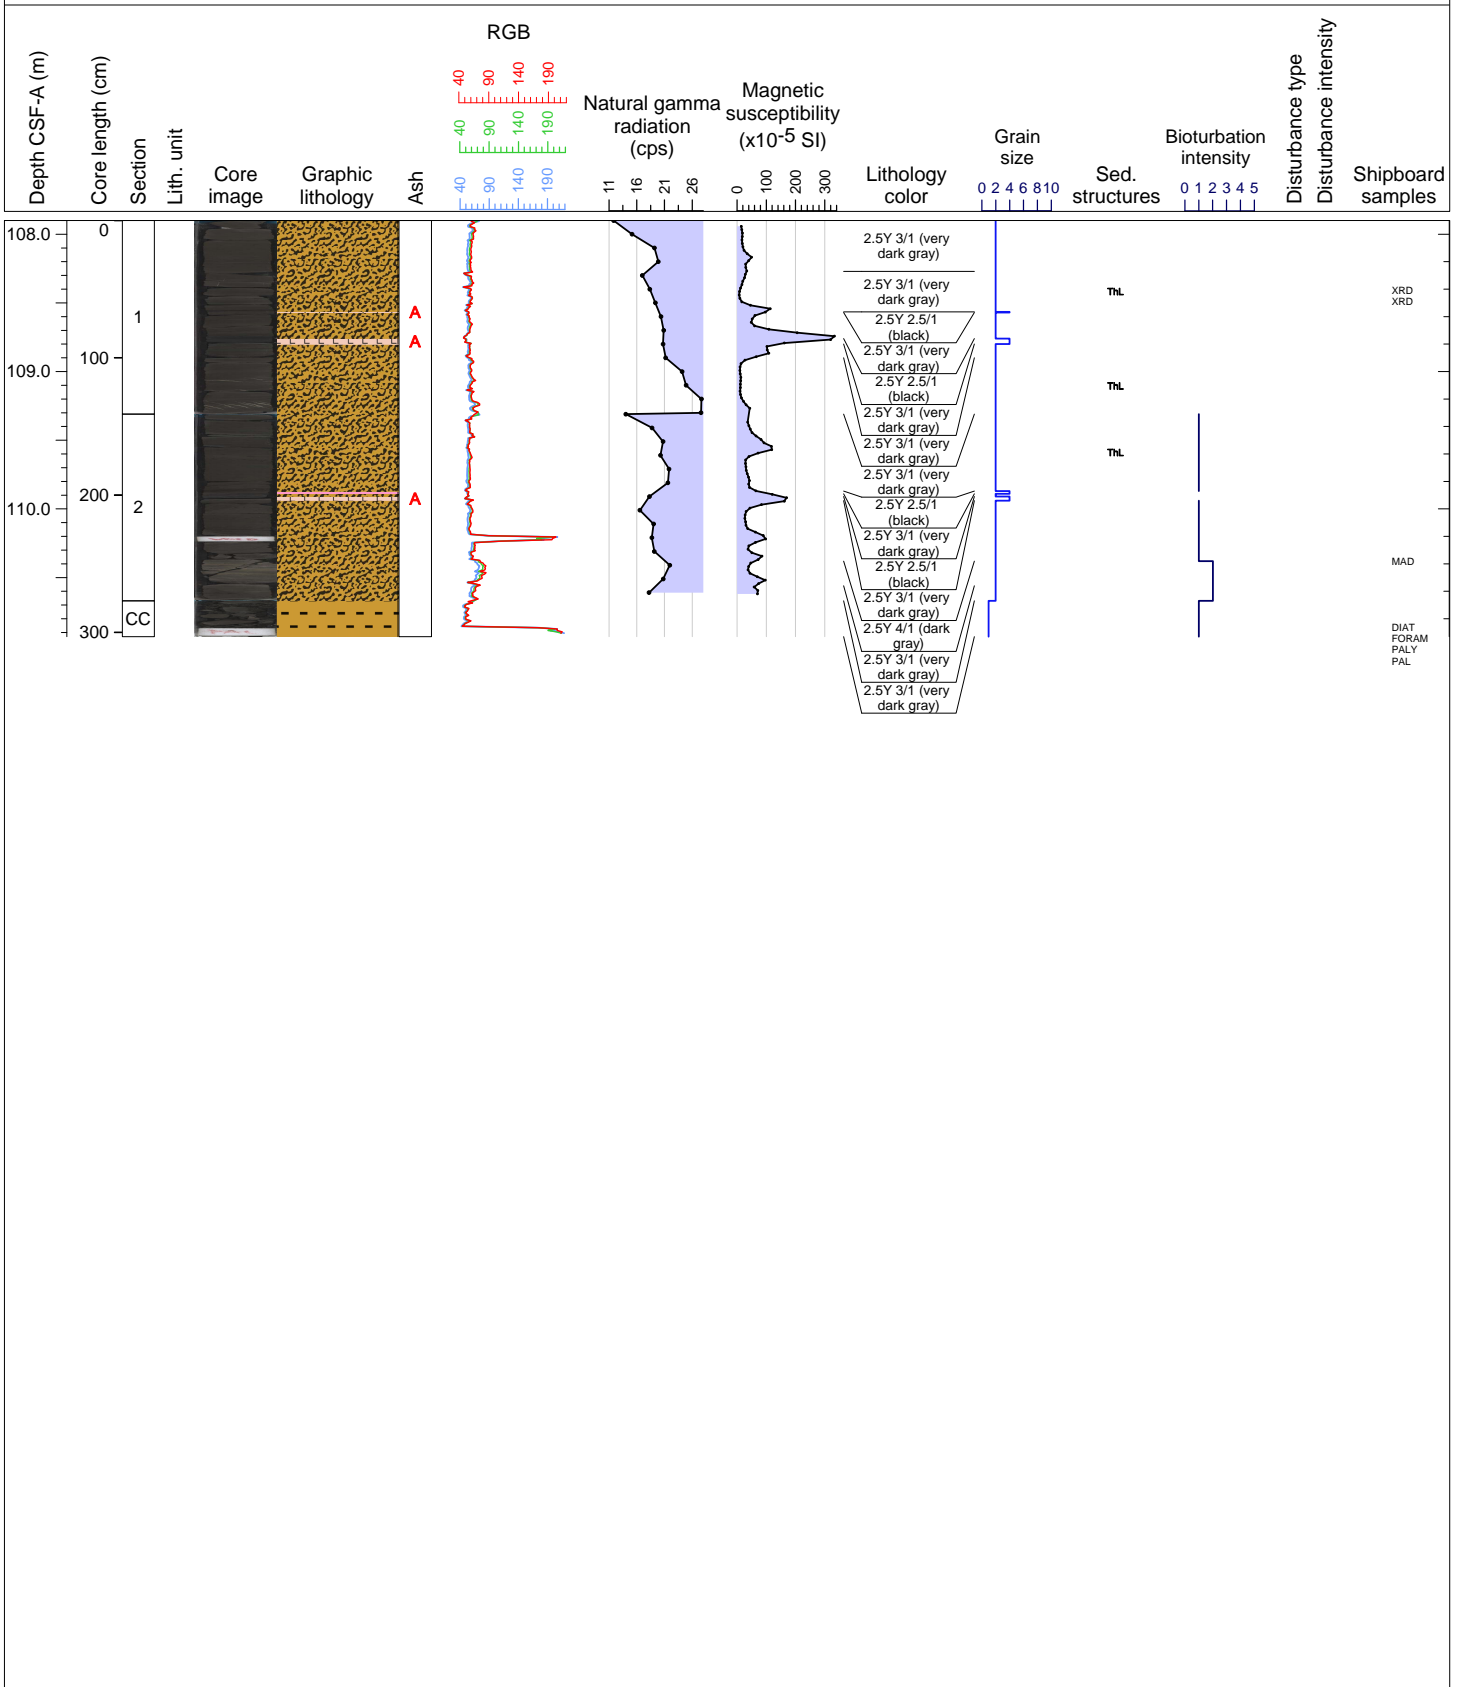 Depth CSF-A (m)
Core length (cm)
Section
Lith. unit
Core
image
Graphic
lithology
Ash
RGB
40 90 140 190
40 90 140 190
40 90 140 190
Natural gamma
radiation
(cps)
11 16 21 26
Magnetic
susceptibility
(x10-5 SI)
0 100 200 300
Lithology
color
Grain
size
0 2 4 6 8 10
Sed.
structures
Bioturbation
intensity
0 1 2 3 4 5
Disturbance type
Disturbance intensity
Shipboard
samples
108.0
109.0
110.0
0
100
200
300
1
2
CC
A
A
A
2.5Y 3/1 (very
dark gray)
2.5Y 3/1 (very
dark gray)
2.5Y 2.5/1
(black)
2.5Y 3/1 (very
dark gray)
2.5Y 2.5/1
(black)
2.5Y 3/1 (very
dark gray)
2.5Y 3/1 (very
dark gray)
2.5Y 3/1 (very
dark gray)
2.5Y 2.5/1
(black)
2.5Y 3/1 (very
dark gray)
2.5Y 2.5/1
(black)
2.5Y 3/1 (very
dark gray)
2.5Y 4/1 (dark
gray)
2.5Y 3/1 (very
dark gray)
2.5Y 3/1 (very
dark gray)
ThL
ThL
ThL
XRD
XRD
MAD
DIAT
FORAM
PALY
PAL